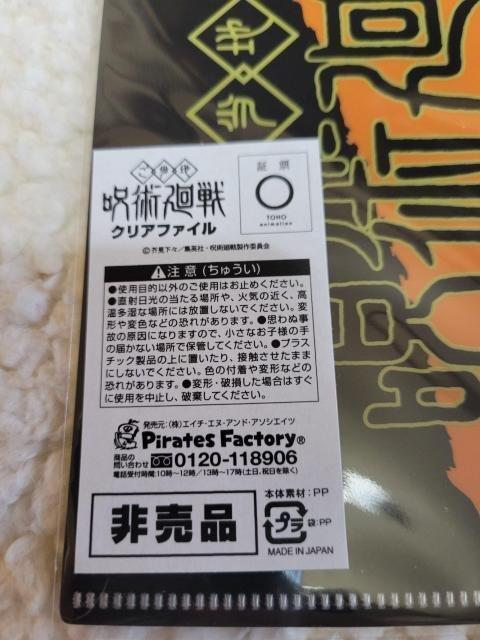 ご当地
呪術廻戦
クリアファイル
証 票
TOHO
animation
©芥見下々/集英社・呪術廻戦製作委員会
注意(ちゅうい)
●使用目的以外のご使用はお止めください。
●直射日光の当たる場所や、火気の近く、高
温多湿な場所には放置しないでください。変
形や変色などの恐れがあります。●思わぬ事
故の原因になりますので、小さなお子様の手
の届かない場所で保管してください。●プラス
チック製品の上に置いたり、接触させたまま
にしないでください。色の付着や変形などの
恐れがあります。●変形・破損した場合はすぐ
に使用を中止し、破棄してください。
発売元:(株)エイチ・エヌ・アンド・アソシエイツ
Pirates Factory®
商品の
問い合わせ 0120-118906
電話受付時間:10時〜12時/13時〜17時(土日、祝日を除く)
非売品
本体素材:PP
プラ 袋:PP
MADE IN JAPAN